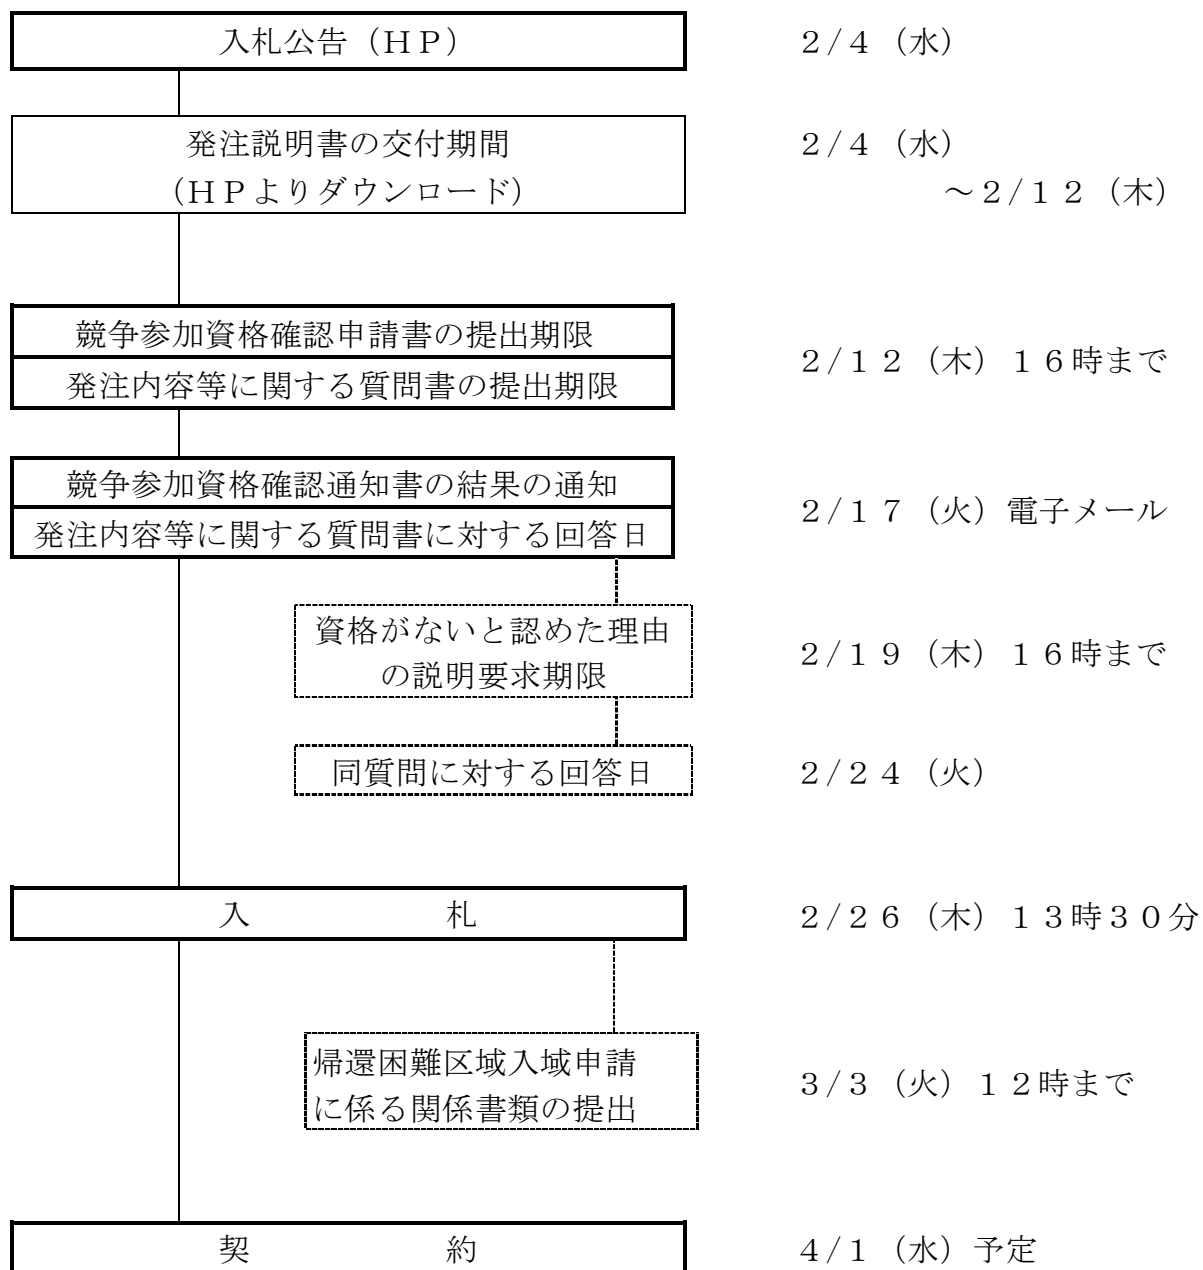 入札公告（ＨＰ）　２/４（水）
発注説明書の交付期間　２/４（水）
（ＨＰよりダウンロード）　～２/１２（木）
競争参加資格確認申請書の提出期限
発注内容等に関する質問書の提出期限
２/１２（木）１６時まで
競争参加資格確認通知書の結果の通知
発注内容等に関する質問書に対する回答日
２/１７（火）電子メール
資格がないと認めた理由
の説明要求期限
２/１９（木）１６時まで
同質問に対する回答日　２/２４（火）
入　札　２/２６（木）１３時３０分
帰還困難区域入域申請
に係る関係書類の提出
３/３（火）１２時まで
契　約　４/１（水）予定